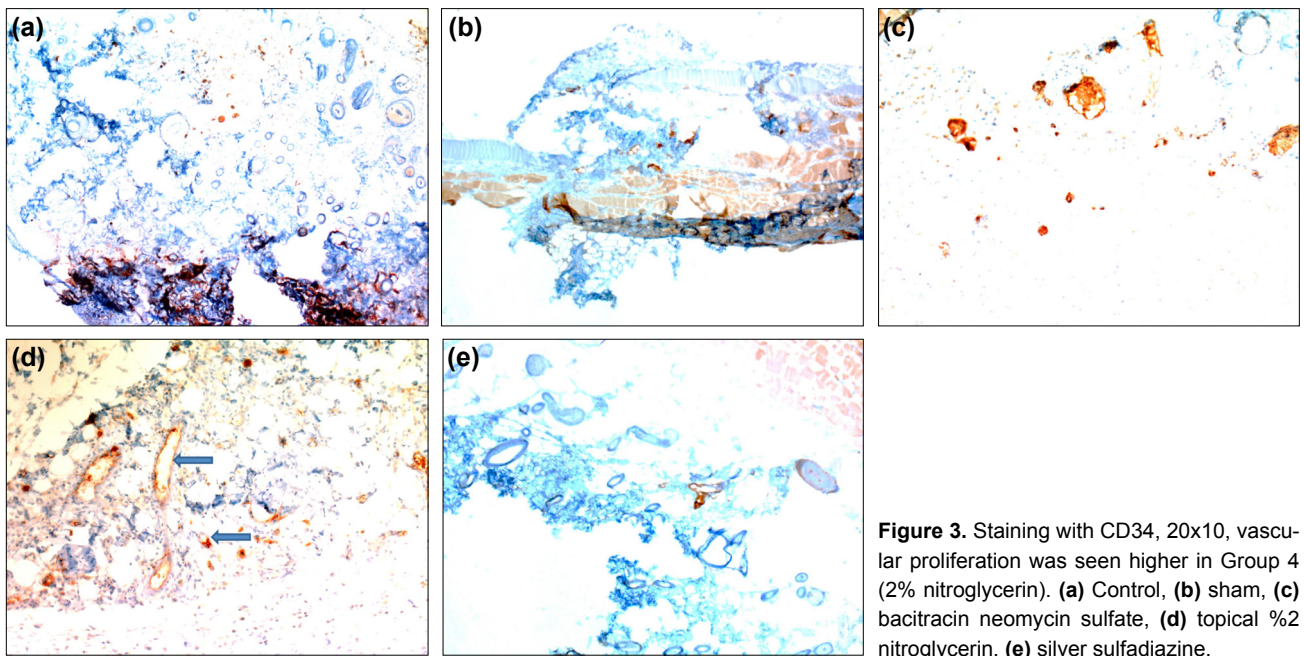 (a)
(b)
(c)
(d)
(e)
Figure 3. Staining with CD34, 20x10, vascu-
lar proliferation was seen higher in Group 4
(2% nitroglycerin). (a) Control, (b) sham, (c)
bacitracin neomycin sulfate, (d) topical %2
nitroglycerin, (e) silver sulfadiazine.